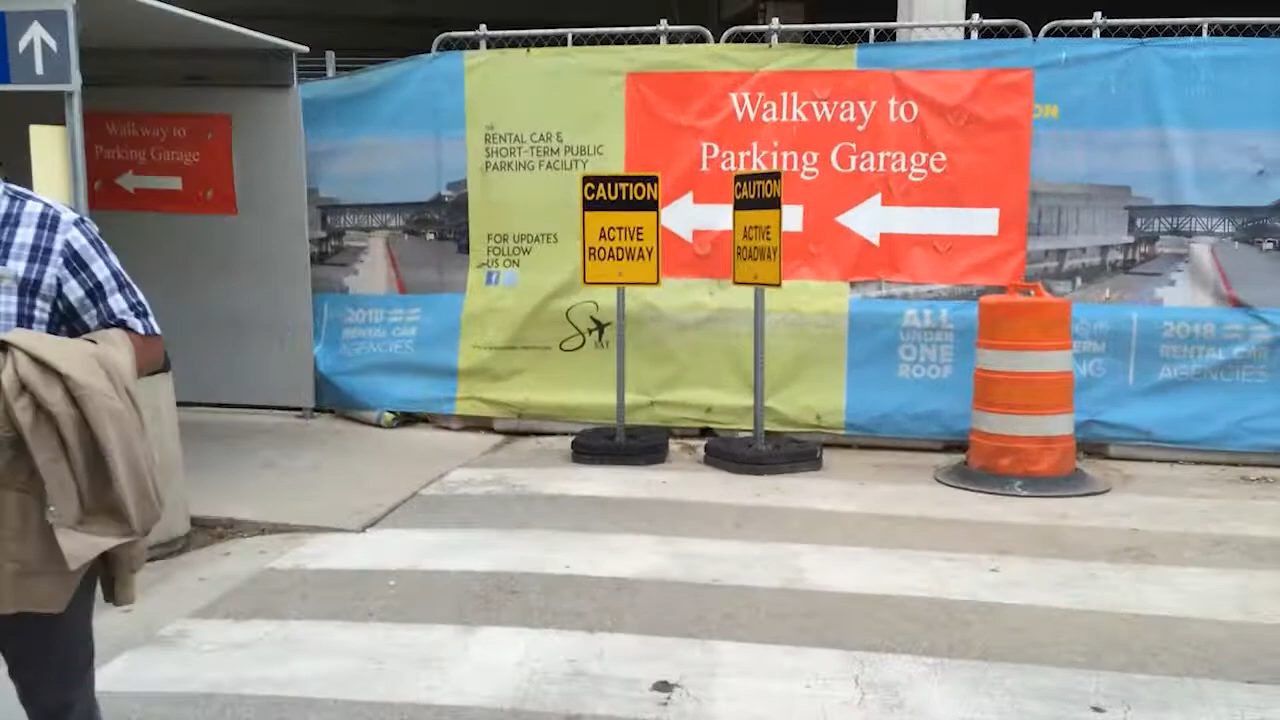 Walkway to
Parking Garage
THE
RENTAL CAR &
SHORT-TERM PUBLIC
PARKING FACILITY
FOR UPDATES
FOLLOW
US ON
f
SAT
Walkway to
Parking Garage
CAUTION
ACTIVE
ROADWAY
CAUTION
ACTIVE
ROADWAY
2018
RENTAL CAR
AGENCIES
ALL
UNDER
ONE
ROOF
2018
RENTAL CAR
AGENCIES